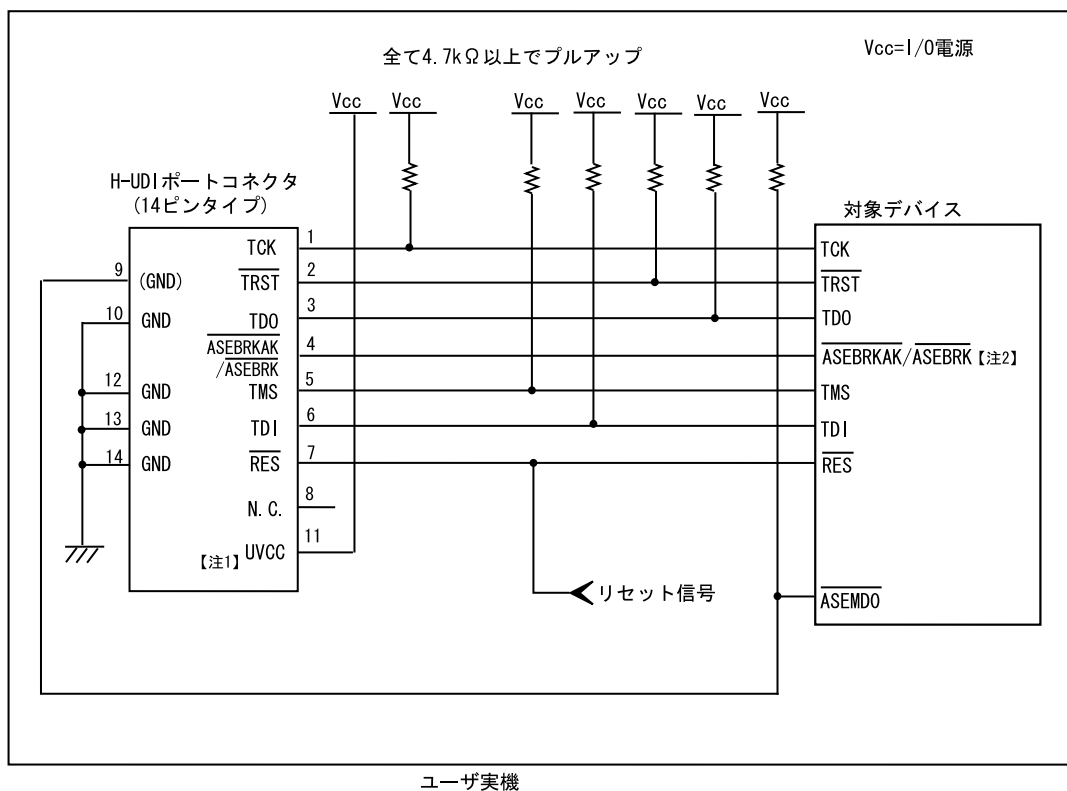 全て4.7kΩ以上でプルアップ
Vcc=I/O電源
Vcc
Vcc
Vcc
Vcc
Vcc
Vcc
Vcc
H-UDIポートコネクタ
(14ピンタイプ)
対象デバイス
TCK
1
TCK
9
(GND)
TRST
2
TRST
10
GND
TDO
3
TDO
ASEBRKAK
/ASEBRK
4
ASEBRKAK/ASEBRK【注2】
12
GND
TMS
5
TMS
13
GND
TDI
6
TDI
14
GND
RES
7
RES
N.C.
8
【注1】
UVCC
11
リセット信号
ASEMDO
ユーザ実機